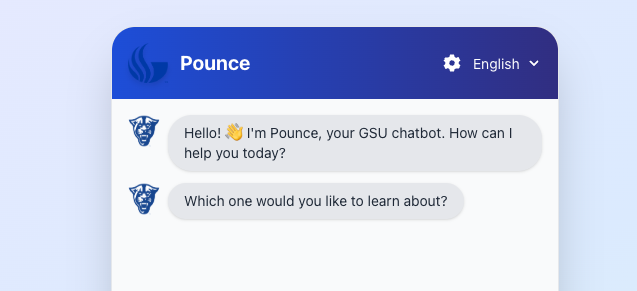 Pounce
English
Hello! 👋 I'm Pounce, your GSU chatbot. How can I
help you today?
Which one would you like to learn about?